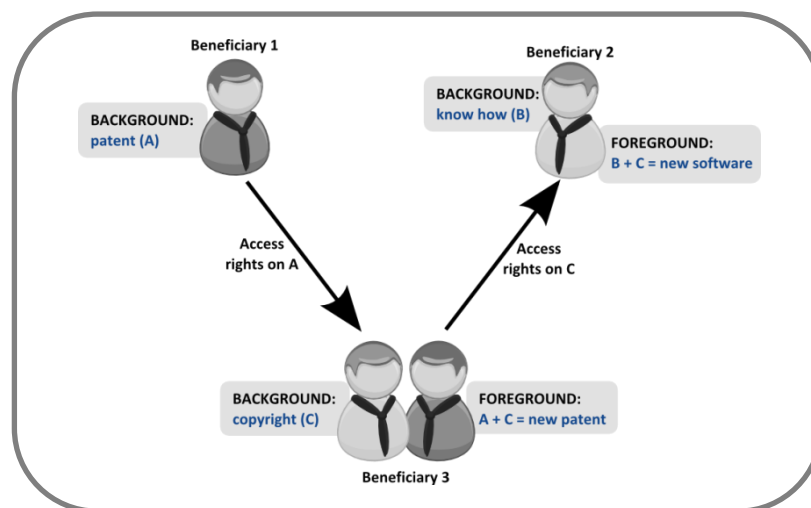 Beneficiary 1
BACKGROUND:
patent (A)
Beneficiary 2
BACKGROUND:
know how (B)
FOREGROUND:
B + C = new software
Access
rights on A
Access
rights on C
BACKGROUND:
copyright (C)
FOREGROUND:
A + C = new patent
Beneficiary 3